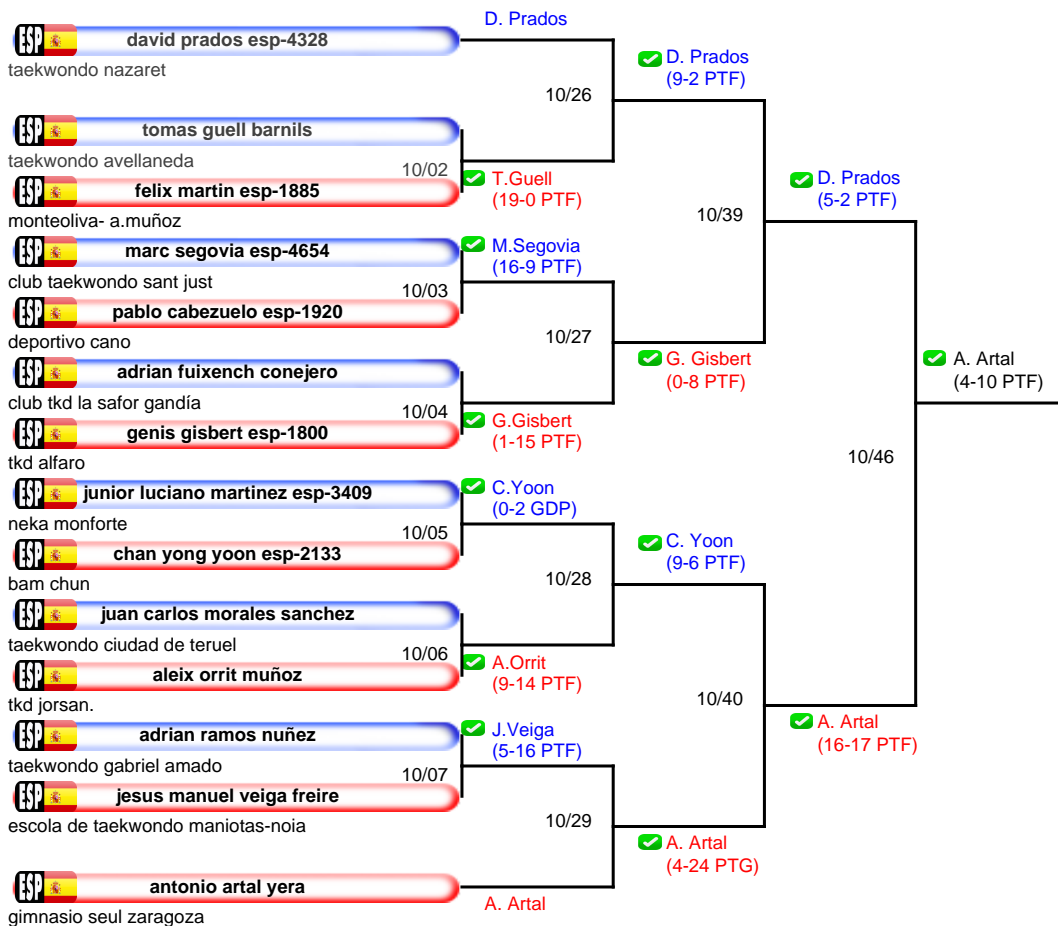 D. Prados
ESP david prados esp-4328
taekwondo nazaret
D. Prados
(9-2 PTF)
10/26
ESP tomas guell barnils
taekwondo avellaneda
10/02
T.Guell
(19-0 PTF)
ESP felix martin esp-1885
monteoliva- a.muñoz
D. Prados
(5-2 PTF)
10/39
ESP marc segovia esp-4654
M.Segovia
(16-9 PTF)
club taekwondo sant just
10/03
ESP pablo cabezuelo esp-1920
deportivo cano
10/27
G. Gisbert
(0-8 PTF)
A. Artal
(4-10 PTF)
ESP adrian fuixench conejero
club tkd la safor gandía
10/04
G.Gisbert
(1-15 PTF)
ESP genis gisbert esp-1800
tkd alfaro
10/46
ESP junior luciano martinez esp-3409
C.Yoon
(0-2 GDP)
neka monforte
10/05
ESP chan yong yoon esp-2133
bam chun
C. Yoon
(9-6 PTF)
10/28
ESP juan carlos morales sanchez
taekwondo ciudad de teruel
10/06
A.Orrit
(9-14 PTF)
ESP aleix orrit muñoz
tkd jorsan.
10/40
A. Artal
(16-17 PTF)
ESP adrian ramos nuñez
J.Veiga
(5-16 PTF)
taekwondo gabriel amado
10/07
ESP jesus manuel veiga freire
escola de taekwondo maniotas-noia
10/29
A. Artal
(4-24 PTG)
ESP antonio artal yera
A. Artal
gimnasio seul zaragoza